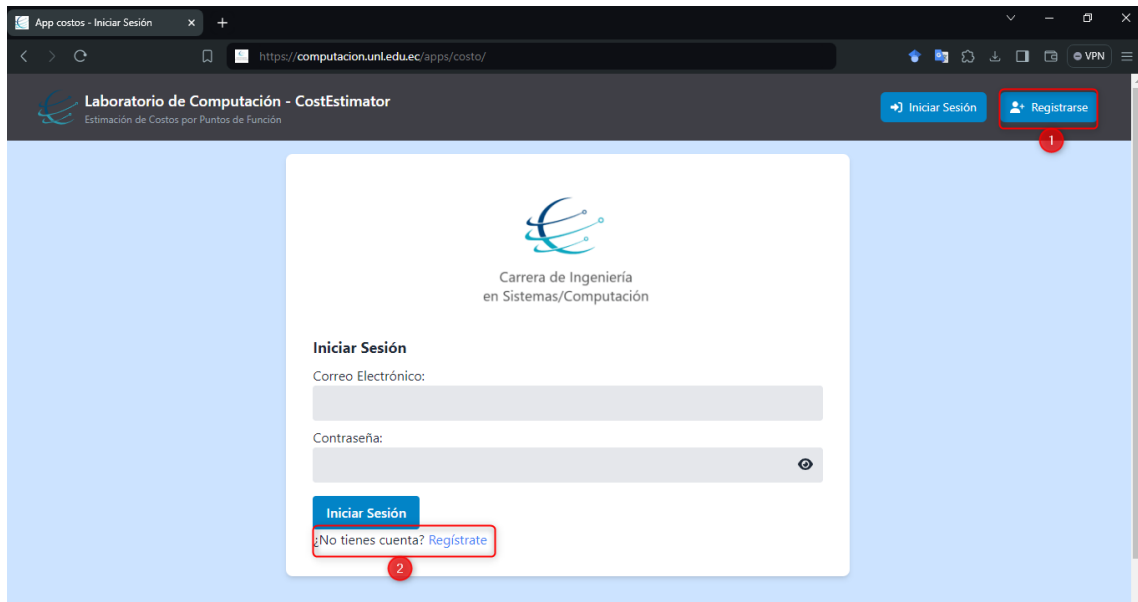 App costos - Iniciar Sesión
https://computacion.unl.edu.ec/apps/costo/
VPN
Laboratorio de Computación - CostEstimator
Estimación de Costos por Puntos de Función
Iniciar Sesión
Registrarse
1
Carrera de Ingeniería
en Sistemas/Computación
Iniciar Sesión
Correo Electrónico:
Contraseña:
Iniciar Sesión
¿No tienes cuenta? Regístrate
2